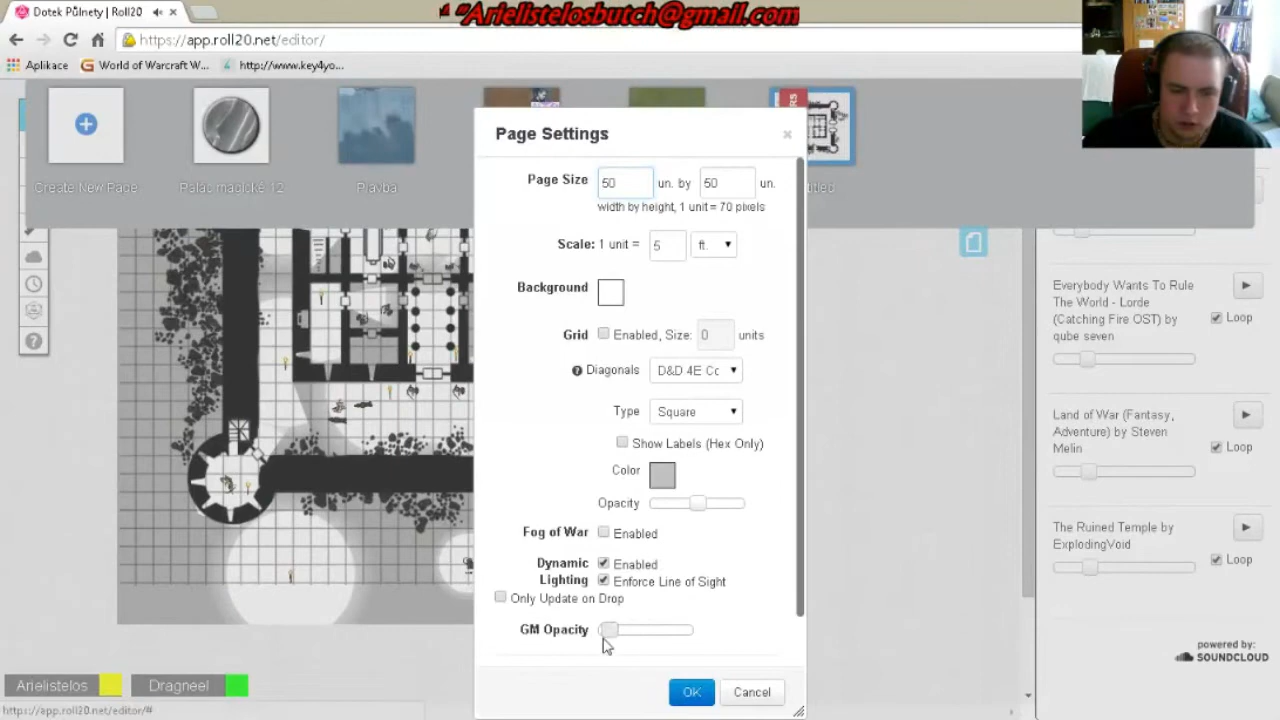 Dotek Půlnety | Roll20
"Arielistelosbutch@gmail.com
https://app.roll20.net/editor/
Aplikace
World of Warcraft W...
http://www.key4yo...
Create New Page
Palác magické 12
Plavba
Page Settings
Page Size 50 un. by 50 un.
width by height, 1 unit = 70 pixels
Scale: 1 unit = 5 ft.
Background
Grid Enabled, Size: 0 units
Diagonals D&D 4E Cc
Type Square
Show Labels (Hex Only)
Color
Opacity
Fog of War Enabled
Dynamic Enabled
Lighting Enforce Line of Sight
Only Update on Drop
GM Opacity
OK Cancel
Everybody Wants To Rule
The World - Lorde
(Catching Fire OST) by
qube seven
Loop
Land of War (Fantasy,
Adventure) by Steven
Melin
Loop
The Ruined Temple by
ExplodingVoid
Loop
powered by:
SOUNDCLOUD
Arielistelos
Dragneel
https://app.roll20.net/editor/#